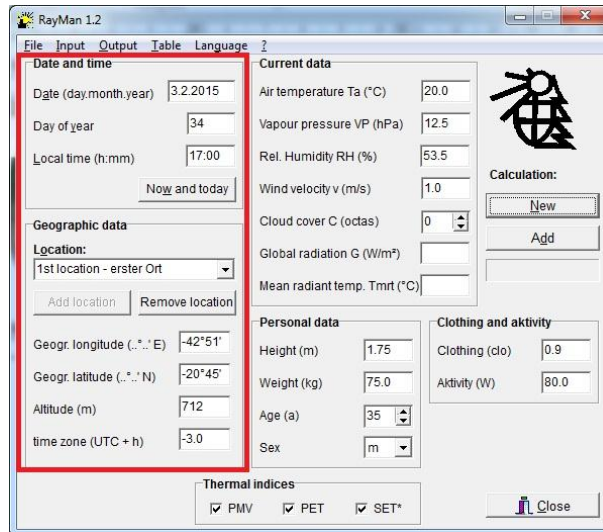 RayMan 1.2
File Input Output Table Language ?
Date and time
Date (day.month.year) 3.2.2015
Day of year 34
Local time (h:mm) 17:00
Now and today
Geographic data
Location:
1st location - erster Ort
Add location Remove location
Geogr. longitude (..°..' E) -42°51'
Geogr. latitude (..°..' N) -20°45'
Altitude (m) 712
time zone (UTC + h) -3.0
Current data
Air temperature Ta (°C) 20.0
Vapour pressure VP (hPa) 12.5
Rel. Humidity RH (%) 53.5
Wind velocity v (m/s) 1.0
Cloud cover C (octas) 0
Global radiation G (W/m²)
Mean radiant temp. Tmrt (°C)
Calculation:
New
Add
Personal data
Height (m) 1.75
Weight (kg) 75.0
Age (a) 35
Sex m
Clothing and aktivity
Clothing (clo) 0.9
Aktivity (W) 80.0
Thermal indices
PMV PET SET*
Close